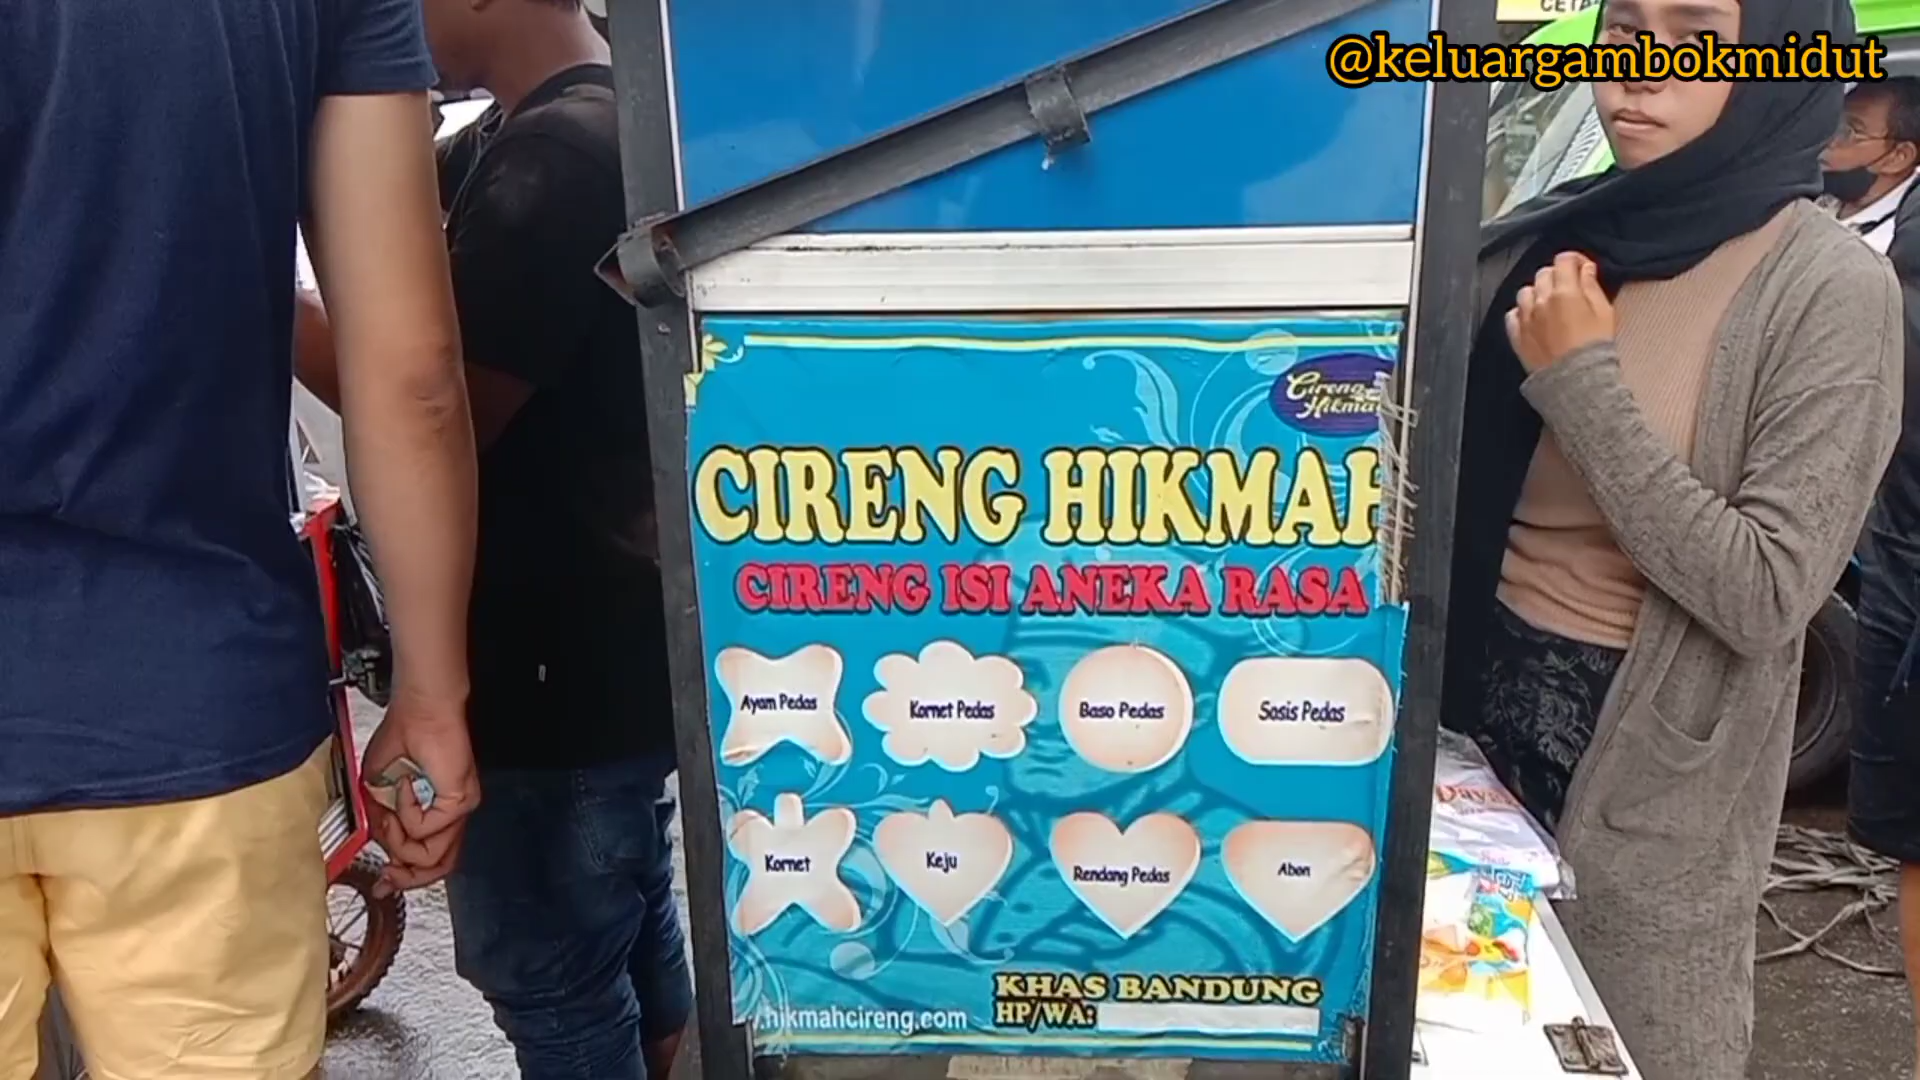 CETA
@keluargambokmidut
Cireng
Hikmah
CIRENG HIKMAH
CIRENG ISI ANEKA RASA
Ayam Pedas
Kornet Pedas
Baso Pedas
Sosis Pedas
Kornet
Keju
Rendang Pedas
Abon
KHAS BANDUNG
.hikmahcireng.com
HP/WA: